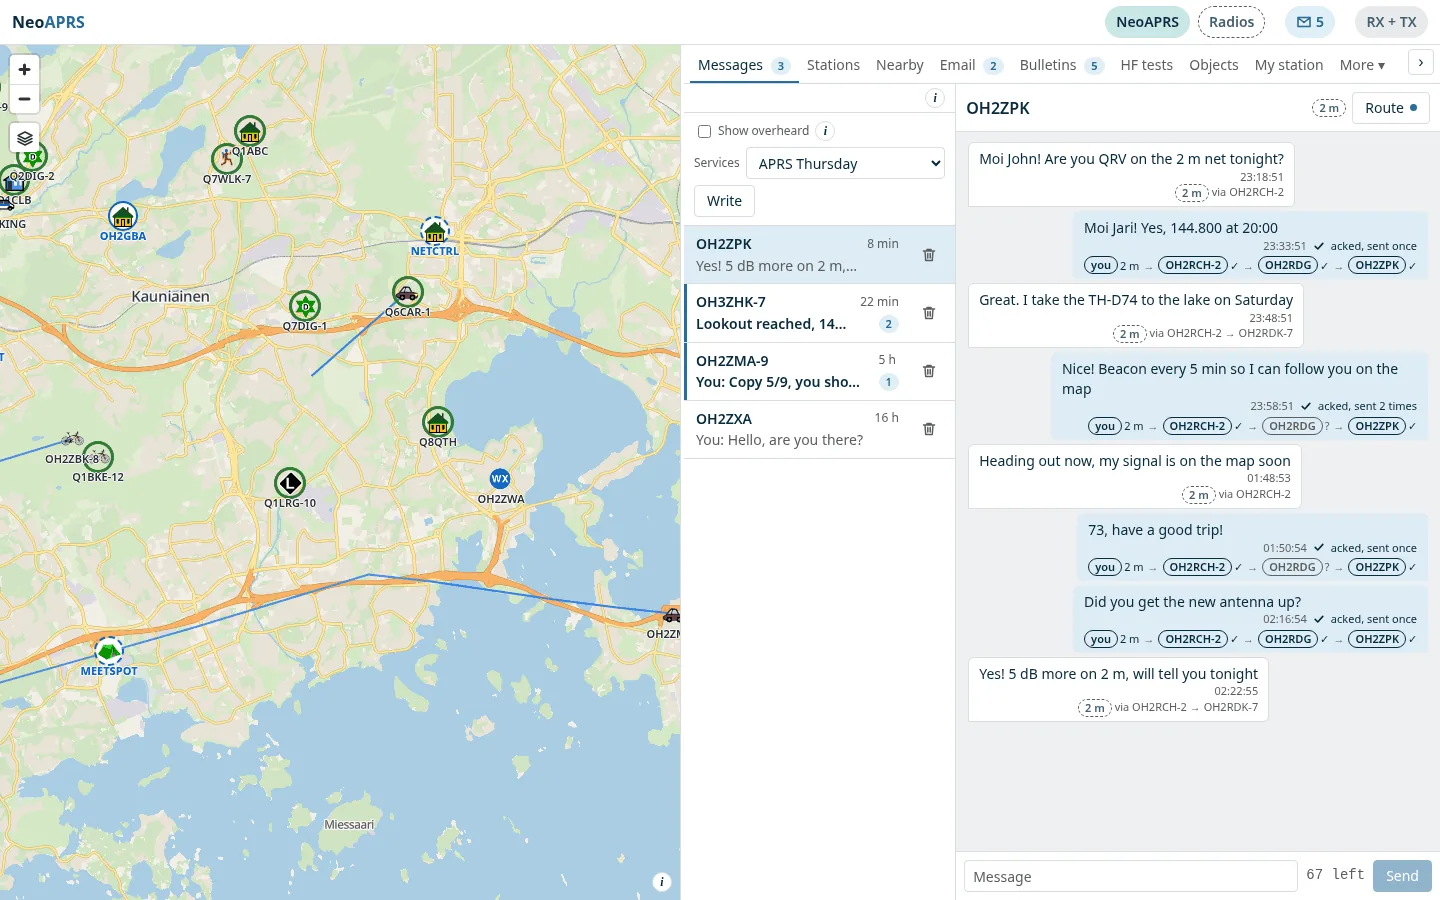 NeoAPRS
NeoAPRS
Radios
5
RX + TX
Messages 3
Stations
Nearby
Email 2
Bulletins 5
HF tests
Objects
My station
More ▾
›
+
−
-9
Q2DIG-2
Q1CLB
KING
Q1ABC
Q7WLK-7
OH2GBA
NETCTRL
Kauniainen
Q7DIG-1
Q6CAR-1
T
Q8QTH
OH2ZBK-8
Q1BKE-12
L
Q1LRG-10
WX
OH2ZWA
OH2ZM
MEETSPOT
Miessaari
i
i
Show overheard i
Services APRS Thursday
Write
OH2ZPK 8 min
Yes! 5 dB more on 2 m,...
OH3ZHK-7 22 min
Lookout reached, 14... 2
OH2ZMA-9 5 h
You: Copy 5/9, you sho... 1
OH2ZXA 16 h
You: Hello, are you there?
OH2ZPK
2 m
Route
Moi John! Are you QRV on the 2 m net tonight?
23:18:51
2 m via OH2RCH-2
Moi Jari! Yes, 144.800 at 20:00
23:33:51 ✓ acked, sent once
you 2 m → OH2RCH-2 ✓ → OH2RDG ✓ → OH2ZPK ✓
Great. I take the TH-D74 to the lake on Saturday
23:48:51
2 m via OH2RCH-2 → OH2RDK-7
Nice! Beacon every 5 min so I can follow you on the
map
23:58:51 ✓ acked, sent 2 times
you 2 m → OH2RCH-2 ✓ → OH2RDG ? → OH2ZPK ✓
Heading out now, my signal is on the map soon
01:48:53
2 m via OH2RCH-2
73, have a good trip!
01:50:54 ✓ acked, sent once
you 2 m → OH2RCH-2 ✓ → OH2RDG ? → OH2ZPK ✓
Did you get the new antenna up?
02:16:54 ✓ acked, sent once
you 2 m → OH2RCH-2 ✓ → OH2RDG ✓ → OH2ZPK ✓
Yes! 5 dB more on 2 m, will tell you tonight
02:22:55
2 m via OH2RCH-2 → OH2RDK-7
Message
67 left
Send